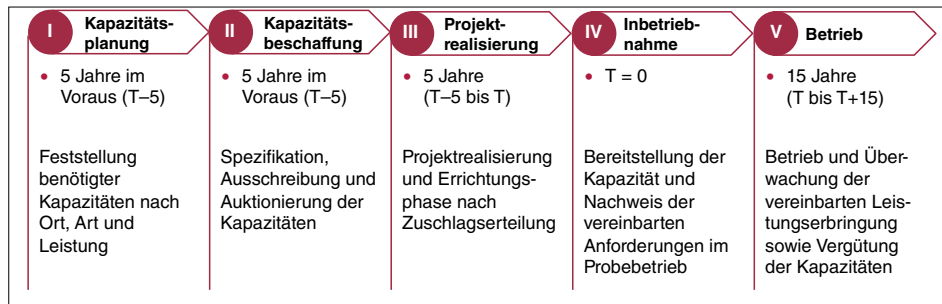 I
Kapazitäts-
planung
• 5 Jahre im
Voraus (T–5)
Feststellung
benötigter
Kapazitäten nach
Ort, Art und
Leistung
II
Kapazitäts-
beschaffung
• 5 Jahre im
Voraus (T–5)
Spezifikation,
Ausschreibung und
Auktionierung der
Kapazitäten
III
Projekt-
realisierung
• 5 Jahre
(T–5 bis T)
Projektrealisierung
und Errichtungs-
phase nach
Zuschlagserteilung
IV
Inbetrieb-
nahme
• T = 0
Bereitstellung der
Kapazität und
Nachweis der
vereinbarten
Anforderungen im
Probebetrieb
V
Betrieb
• 15 Jahre
(T bis T+15)
Betrieb und Über-
wachung der
vereinbarten Leis-
tungserbringung
sowie Vergütung
der Kapazitäten